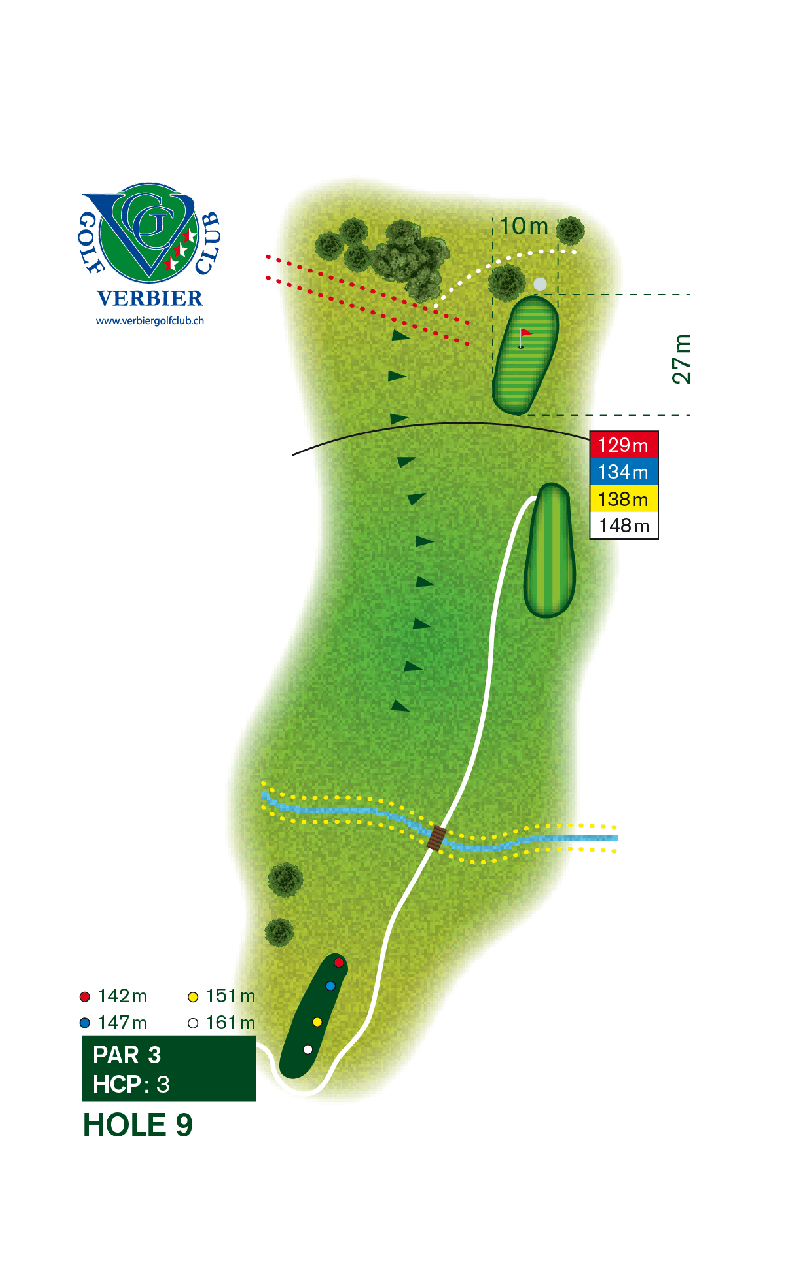 GOLF CLUB
VG
VERBIER
www.verbiergolfclub.ch
10m
27m
129m
134m
138m
148m
142m 151m
147m 161m
PAR 3
HCP: 3
HOLE 9